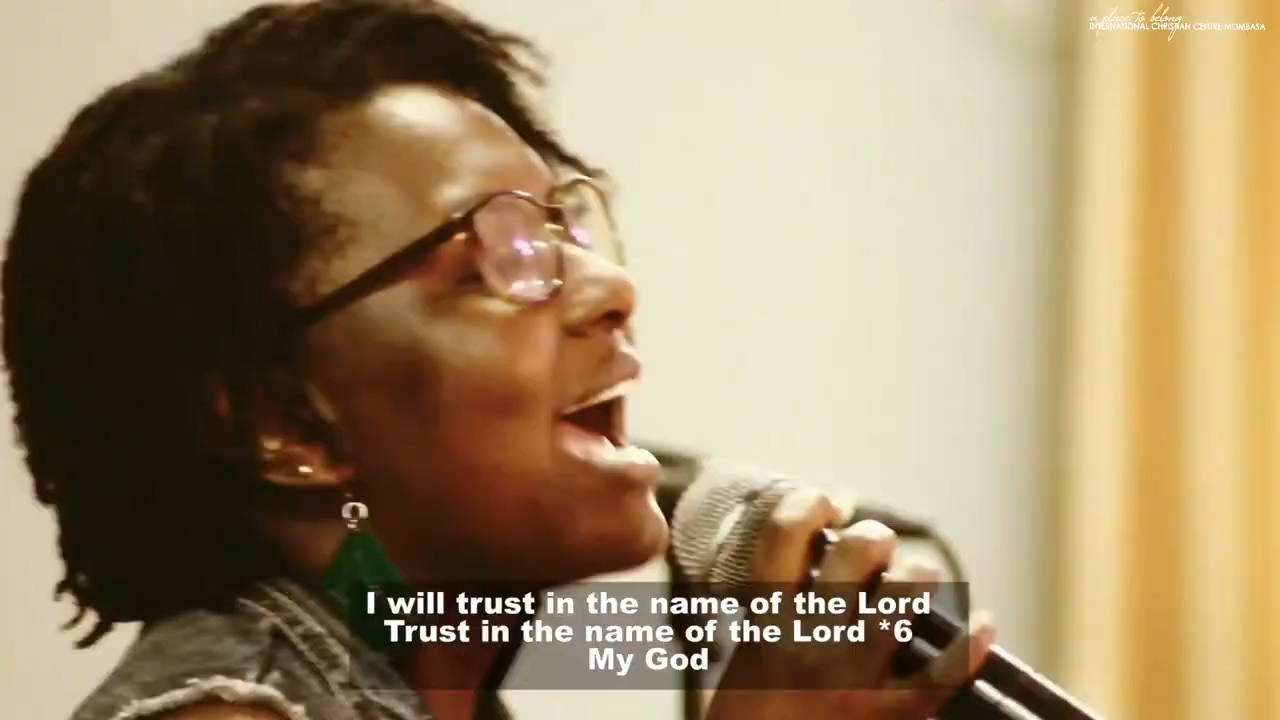 a place to belong
INTERNATIONAL CHRISTIAN CENTRE MOMBASA
I will trust in the name of the Lord
Trust in the name of the Lord *6
My God